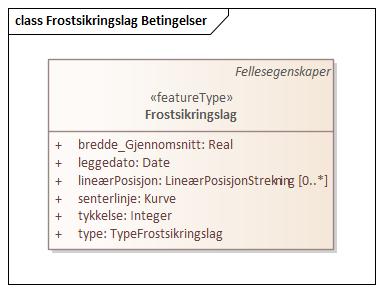 class Frostsikringslag Betingelser
Fellesegenskaper
«featureType»
Frostsikringslag
+ bredde_Gjennomsnitt: Real
+ leggedato: Date
+ lineærPosisjon: LineærPosisjonStrekning [0..*]
+ senterlinje: Kurve
+ tykkelse: Integer
+ type: TypeFrostsikringslag